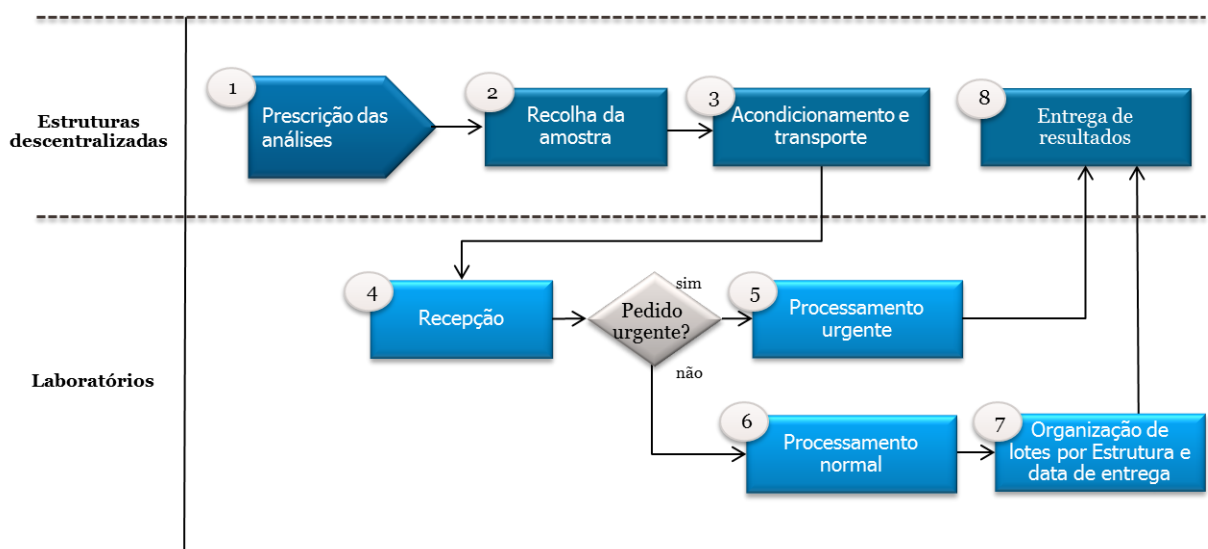 Estruturas
descentralizadas
1
Prescrição das
análises
2
Recolha da
amostra
3
Acondicionamento e
transporte
8
Entrega de
resultados
Laboratórios
4
Recepção
Pedido
urgente?
sim
não
5
Processamento
urgente
6
Processamento
normal
7
Organização de
lotes por Estrutura e
data de entrega